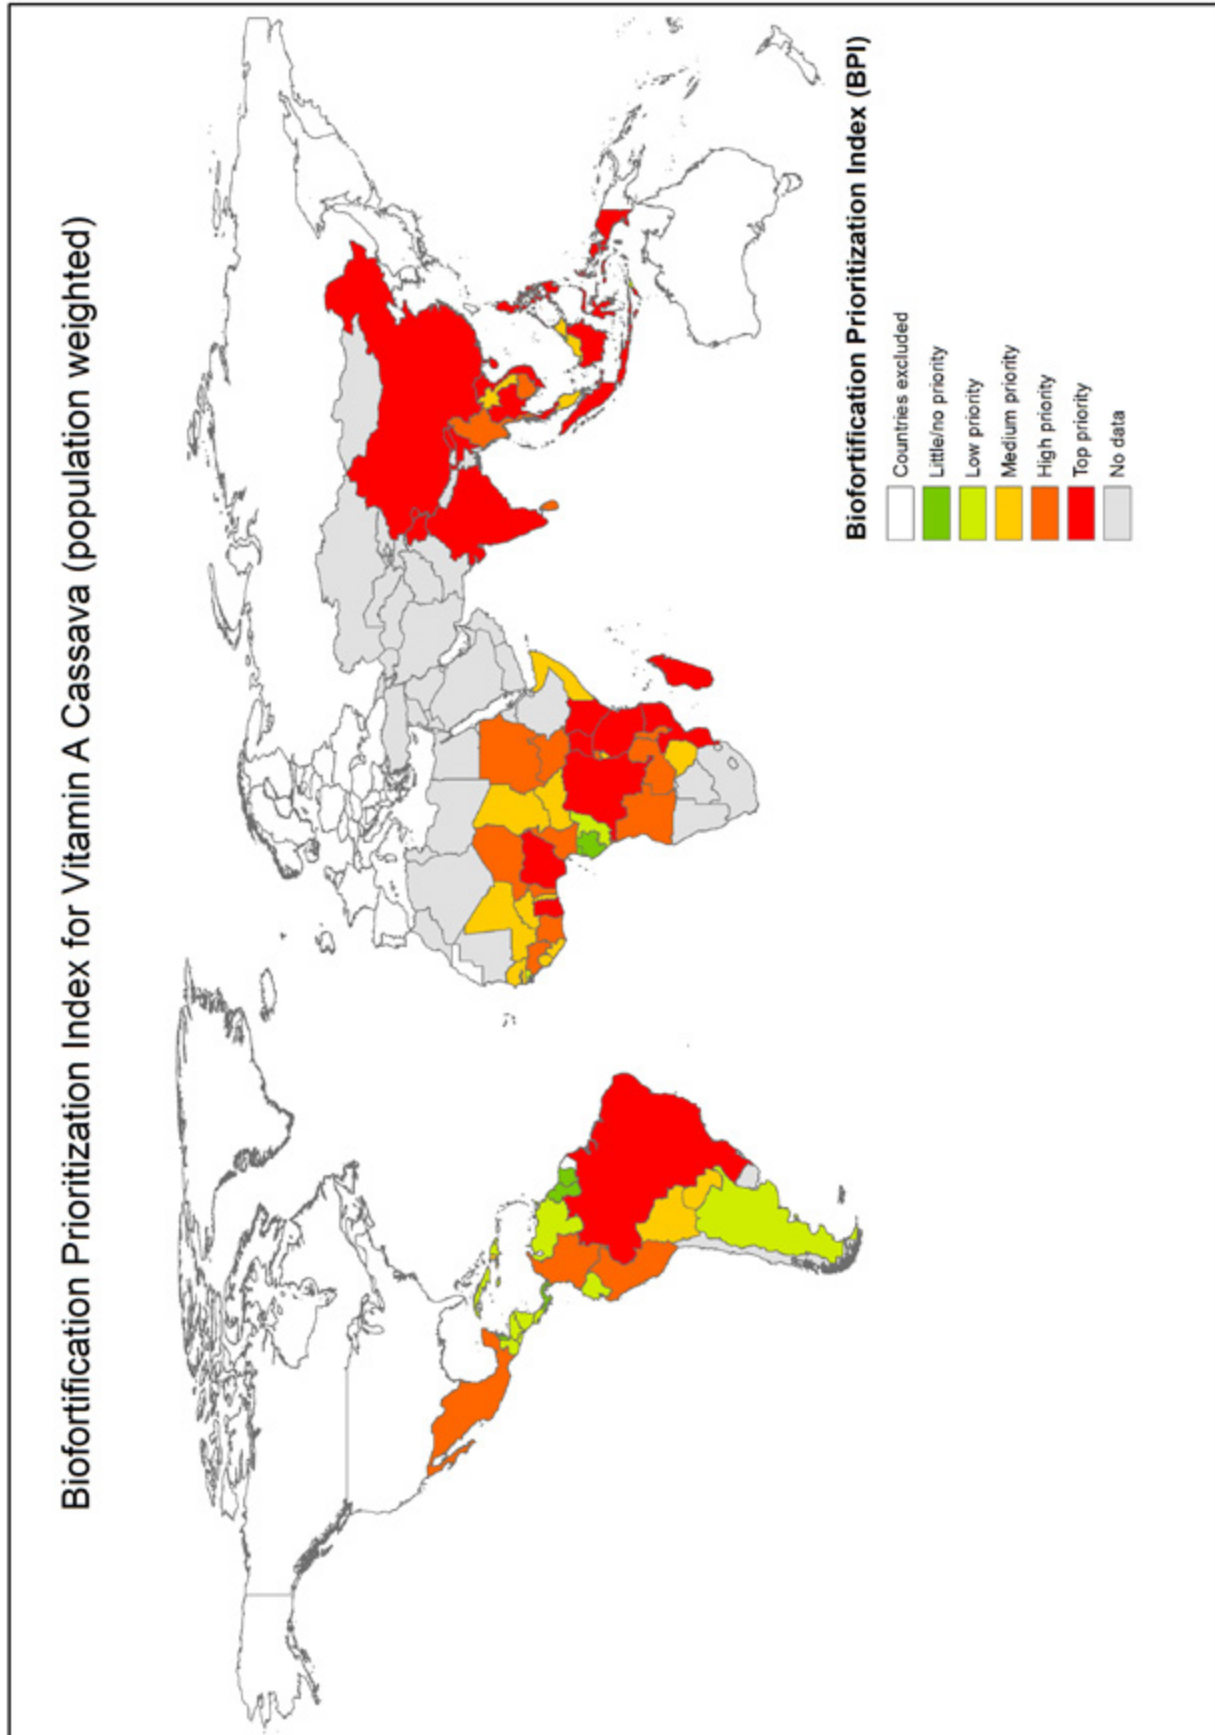 Biofortification Prioritization Index for Vitamin A Cassava (population weighted)
Biofortification Prioritization Index (BPI)
Countries excluded
Little/no priority
Low priority
Medium priority
High priority
Top priority
No data